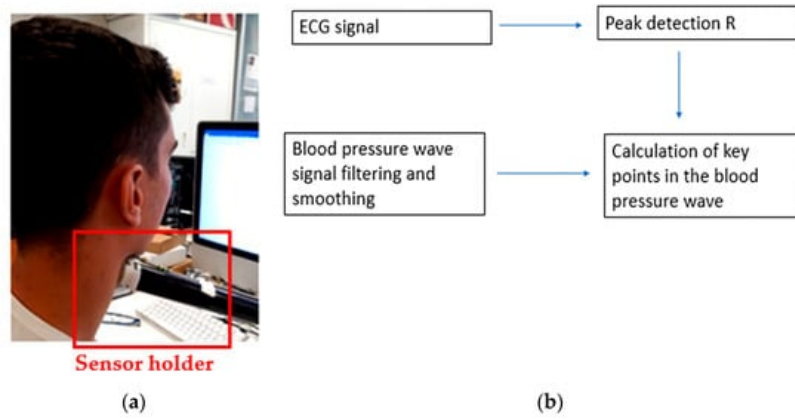 ECG signal
Peak detection R
Blood pressure wave
signal filtering and
smoothing
Calculation of key
points in the blood
pressure wave
Sensor holder
(a)
(b)